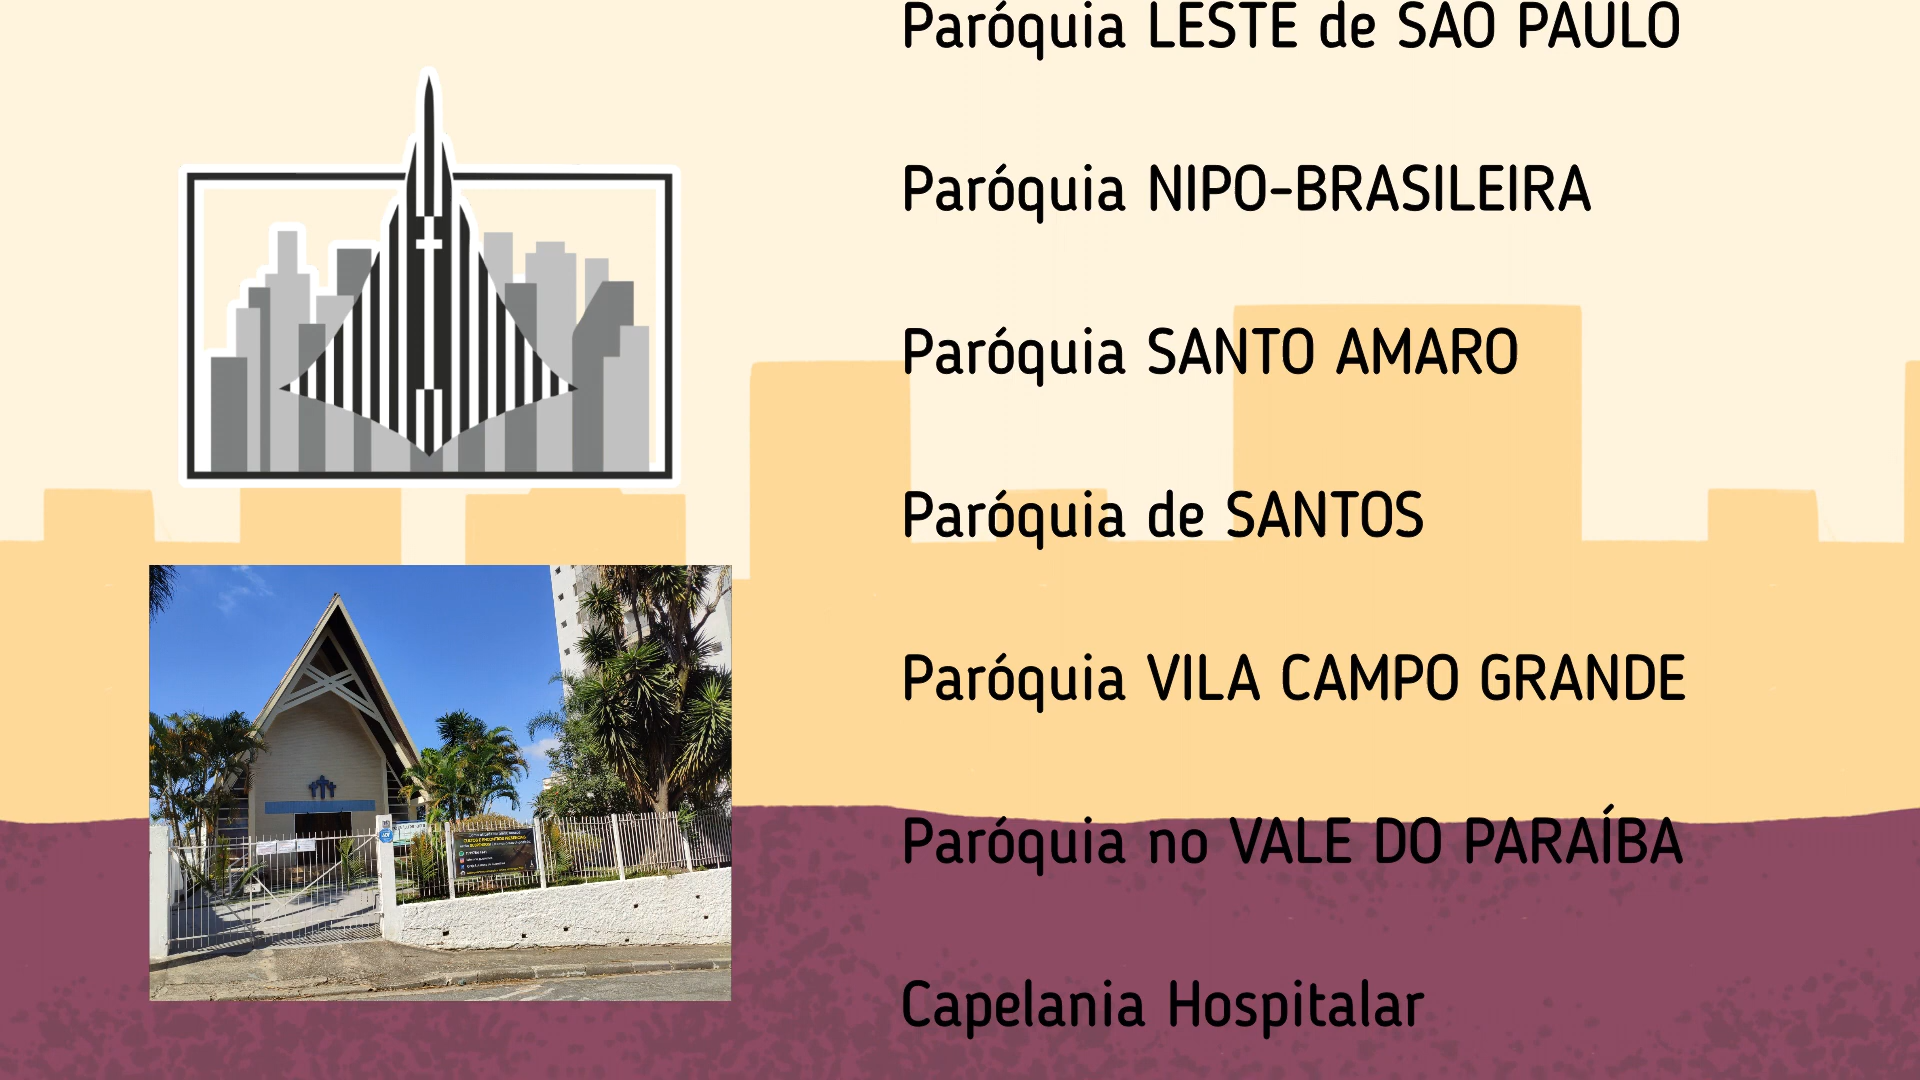 Paróquia LESTE de SÃO PAULO
Paróquia NIPO-BRASILEIRA
Paróquia SANTO AMARO
Paróquia de SANTOS
Paróquia VILA CAMPO GRANDE
Paróquia no VALE DO PARAÍBA
Capelania Hospitalar